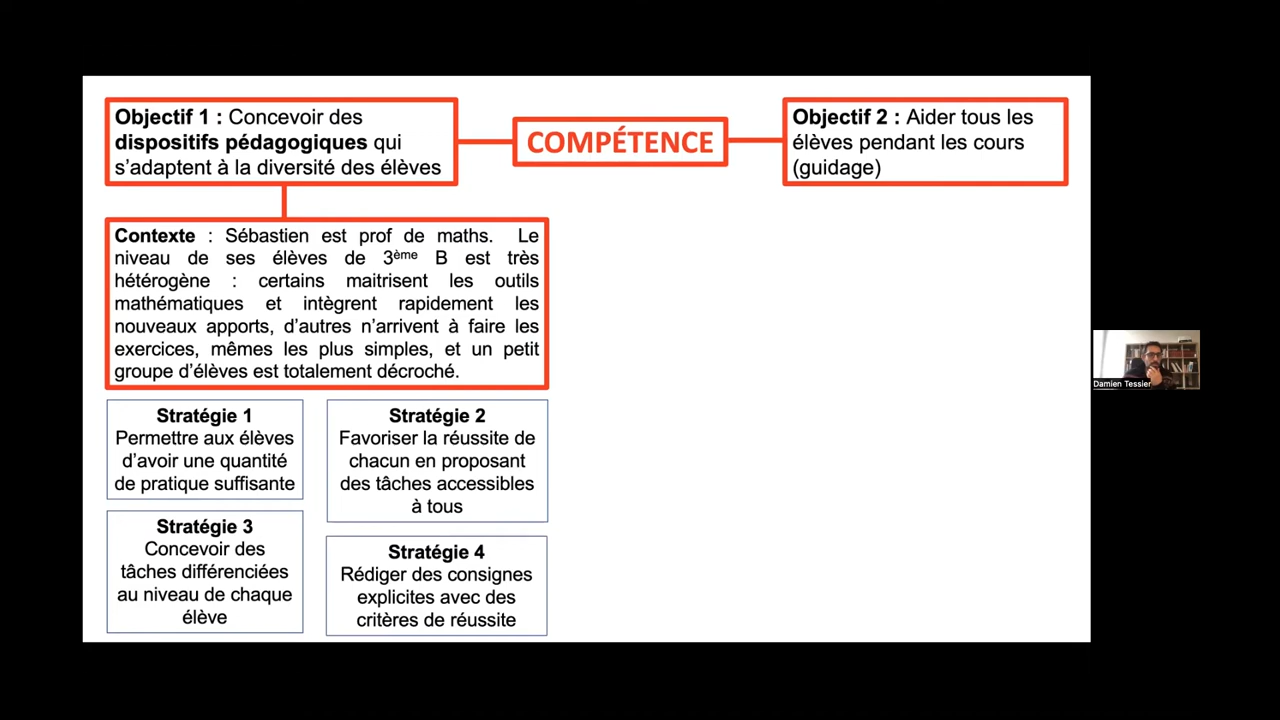 Objectif 1 : Concevoir des
dispositifs pédagogiques qui
s'adaptent à la diversité des élèves
COMPÉTENCE
Objectif 2 : Aider tous les
élèves pendant les cours
(guidage)
Contexte : Sébastien est prof de maths. Le
niveau de ses élèves de 3ème B est très
hétérogène : certains maitrisent les outils
mathématiques et intègrent rapidement les
nouveaux apports, d'autres n'arrivent à faire les
exercices, mêmes les plus simples, et un petit
groupe d'élèves est totalement décroché.
Stratégie 1
Permettre aux élèves
d'avoir une quantité
de pratique suffisante
Stratégie 2
Favoriser la réussite de
chacun en proposant
des tâches accessibles
à tous
Stratégie 3
Concevoir des
tâches différenciées
au niveau de chaque
élève
Stratégie 4
Rédiger des consignes
explicites avec des
critères de réussite
Damien Tessier